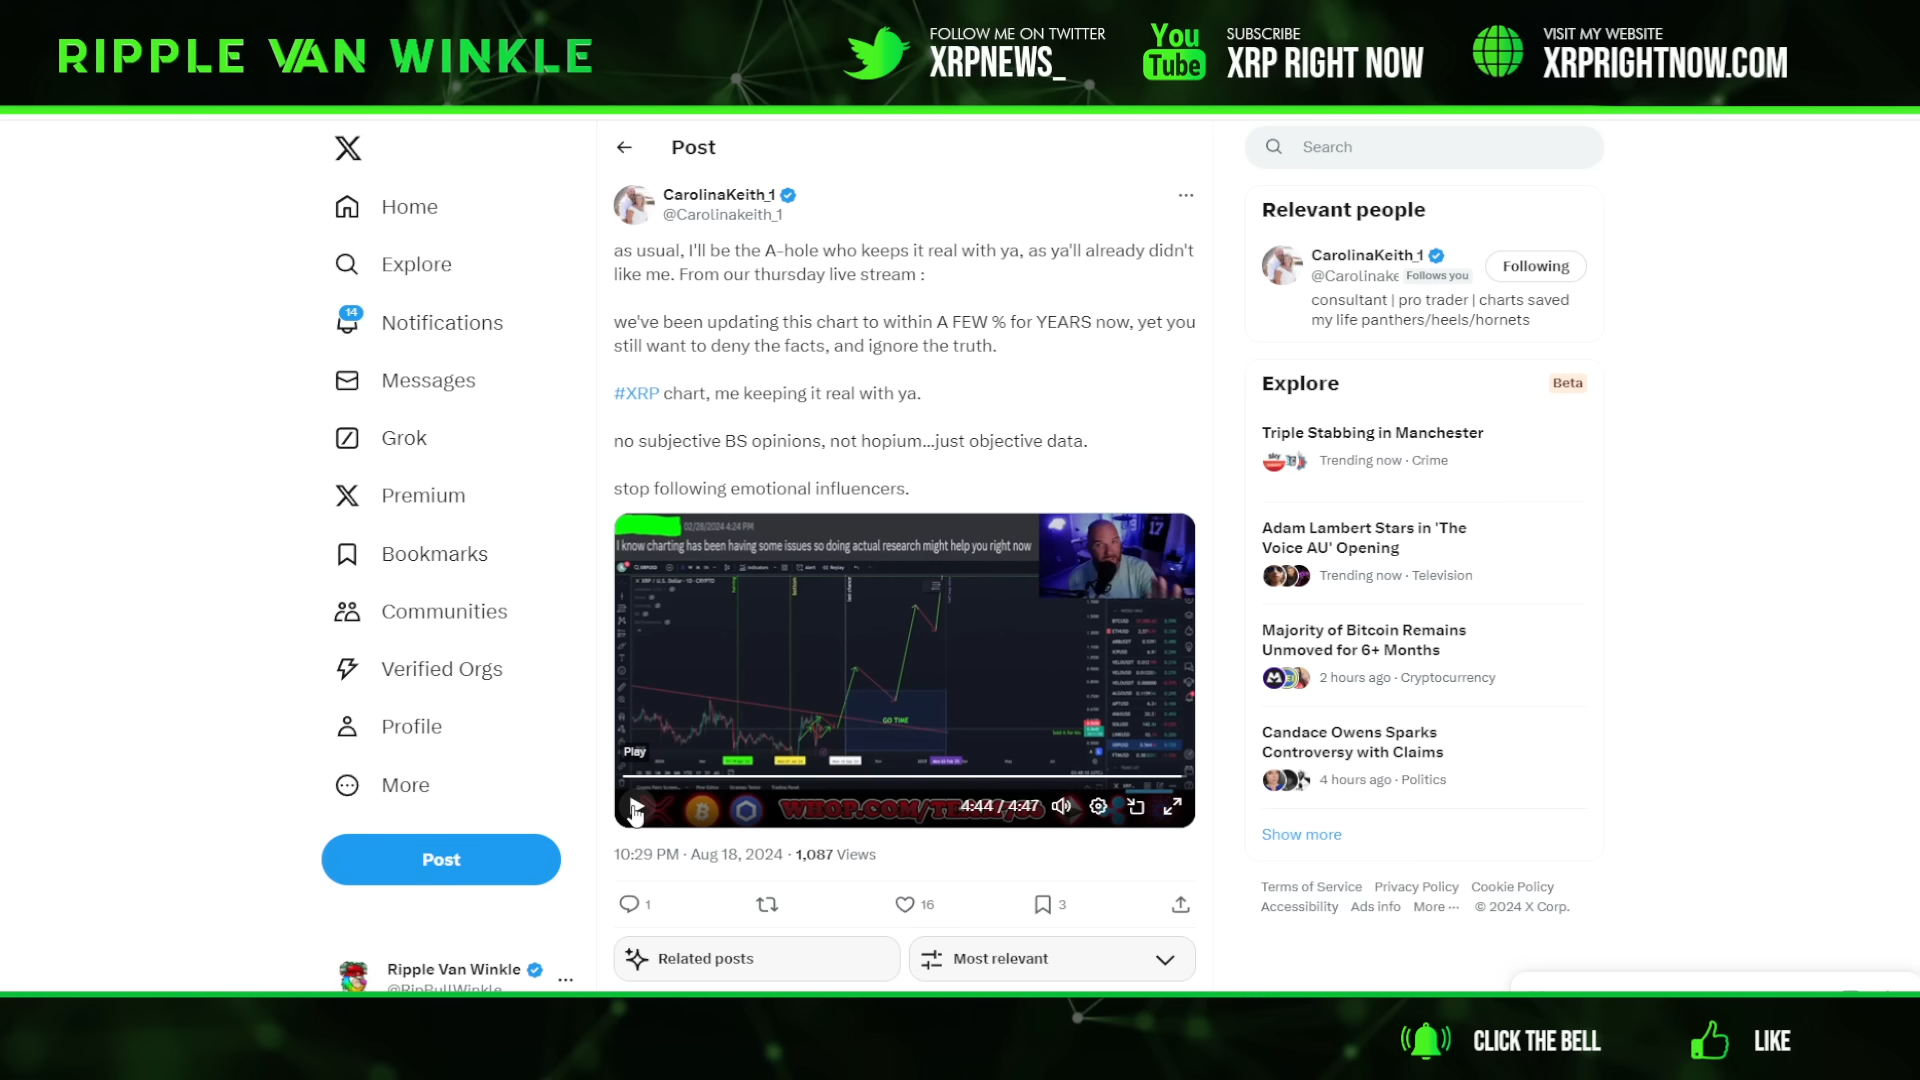 RIPPLE VAN WINKLE
FOLLOW ME ON TWITTER
XRPNEWS_
You
Tube
SUBSCRIBE
XRP RIGHT NOW
VISIT MY WEBSITE
XRPRIGHTNOW.COM
Home
Explore
14
Notifications
Messages
Grok
Premium
Bookmarks
Communities
Verified Orgs
Profile
More
Post
Ripple Van Winkle
@RipBullWinkle
Post
CarolinaKeith_1
@Carolinakeith_1
as usual, I'll be the A-hole who keeps it real with ya, as ya'll already didn't
like me. From our thursday live stream :
we've been updating this chart to within A FEW % for YEARS now, yet you
still want to deny the facts, and ignore the truth.
#XRP chart, me keeping it real with ya.
no subjective BS opinions, not hopium...just objective data.
stop following emotional influencers.
02/28/2024 4:24 PM
I know charting has been having some issues so doing actual research might help you right now
17
GO TIME
Play
4:44 / 4:47
10:29 PM · Aug 18, 2024 · 1,087 Views
1
16
3
Related posts
Most relevant
Search
Relevant people
CarolinaKeith_1
@Carolinake Follows you
Following
consultant | pro trader | charts saved
my life panthers/heels/hornets
Explore
Beta
Triple Stabbing in Manchester
Trending now · Crime
Adam Lambert Stars in 'The
Voice AU' Opening
Trending now · Television
Majority of Bitcoin Remains
Unmoved for 6+ Months
2 hours ago · Cryptocurrency
Candace Owens Sparks
Controversy with Claims
4 hours ago · Politics
Show more
Terms of Service Privacy Policy Cookie Policy
Accessibility Ads info More ··· © 2024 X Corp.
CLICK THE BELL
LIKE